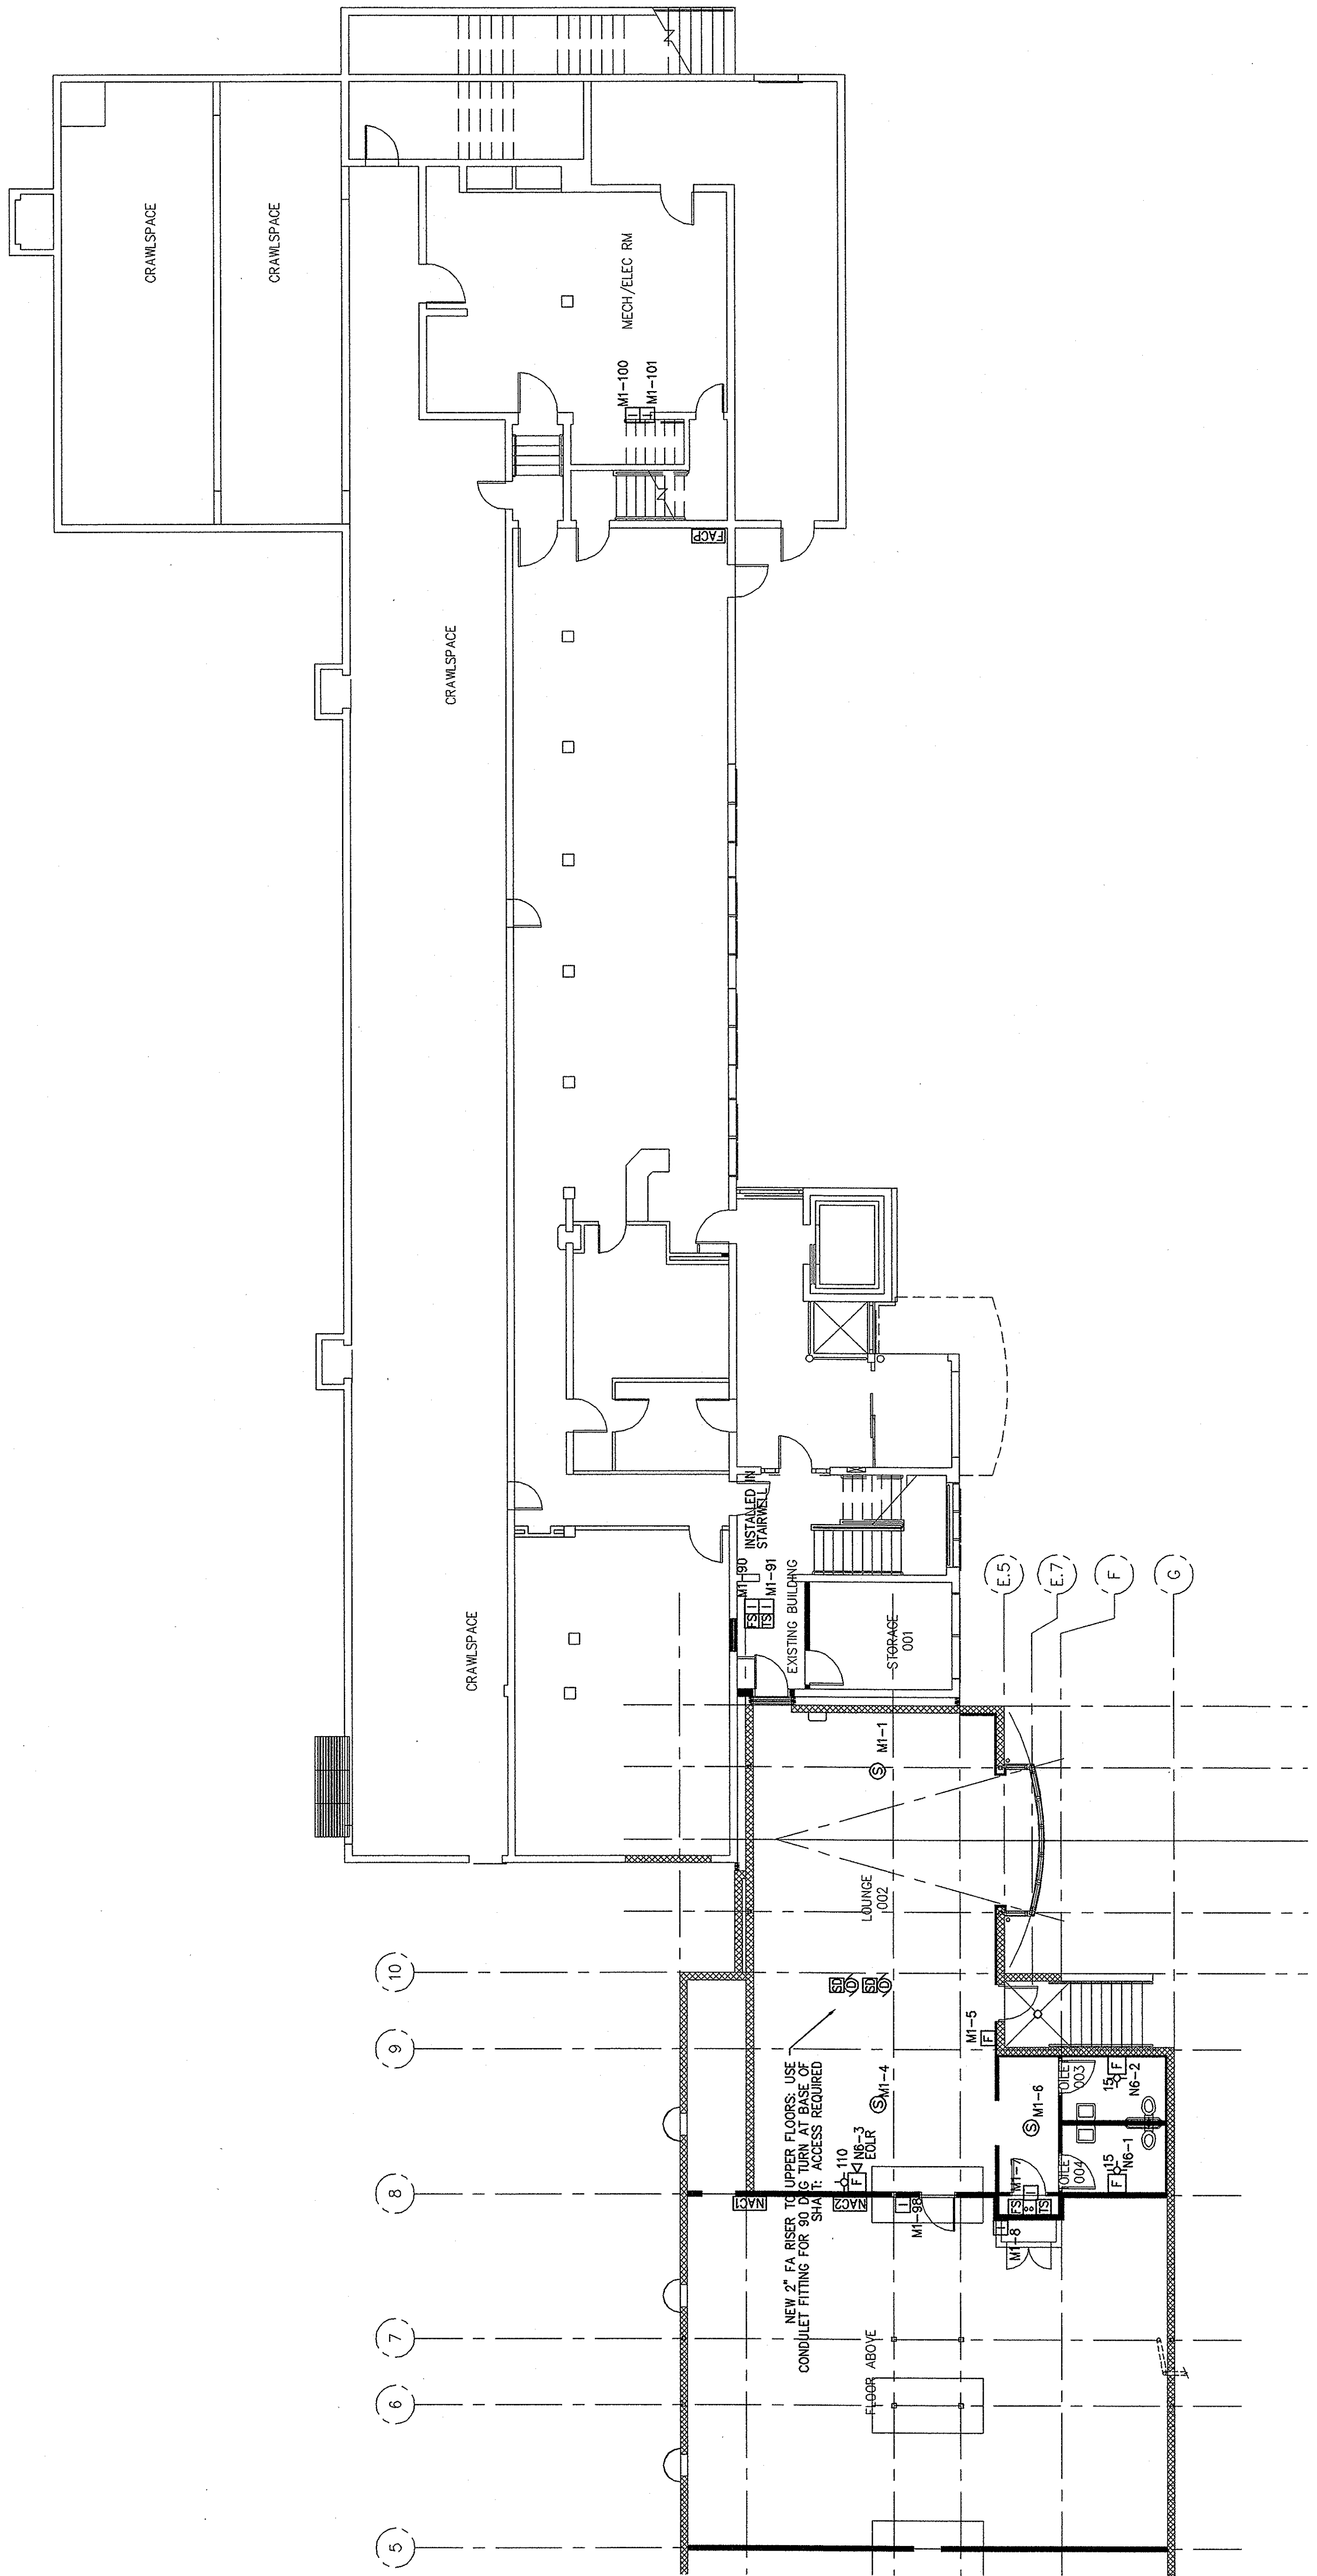 CRAWLSPACE
CRAWLSPACE
MECH/ELEC RM
M1-100
I
I
M1-101
FACP
CRAWLSPACE
INSTALLED IN
STAIRWELL
M1-90
FS I
TS I
M1-91
EXISTING BUILDING
STORAGE
001
CRAWLSPACE
E.5
E.7
F
G
S M1-1
LOUNGE
002
10
SD
D
SD
D
9
M1-5
F
NEW 2" FA RISER TO UPPER FLOORS: USE
CONDULET FITTING FOR 90 DEG TURN AT BASE OF
SHAFT: ACCESS REQUIRED
S M1-4
S M1-6
TOILE
003
15
F
N6-2
110
F
N6-3
EOLR
TOILE
004
15
F
N6-1
8
NAC1
NAC2
I
M1-98
M1-7
I
FS
TS
I
M1-8
7
FLOOR ABOVE
6
5